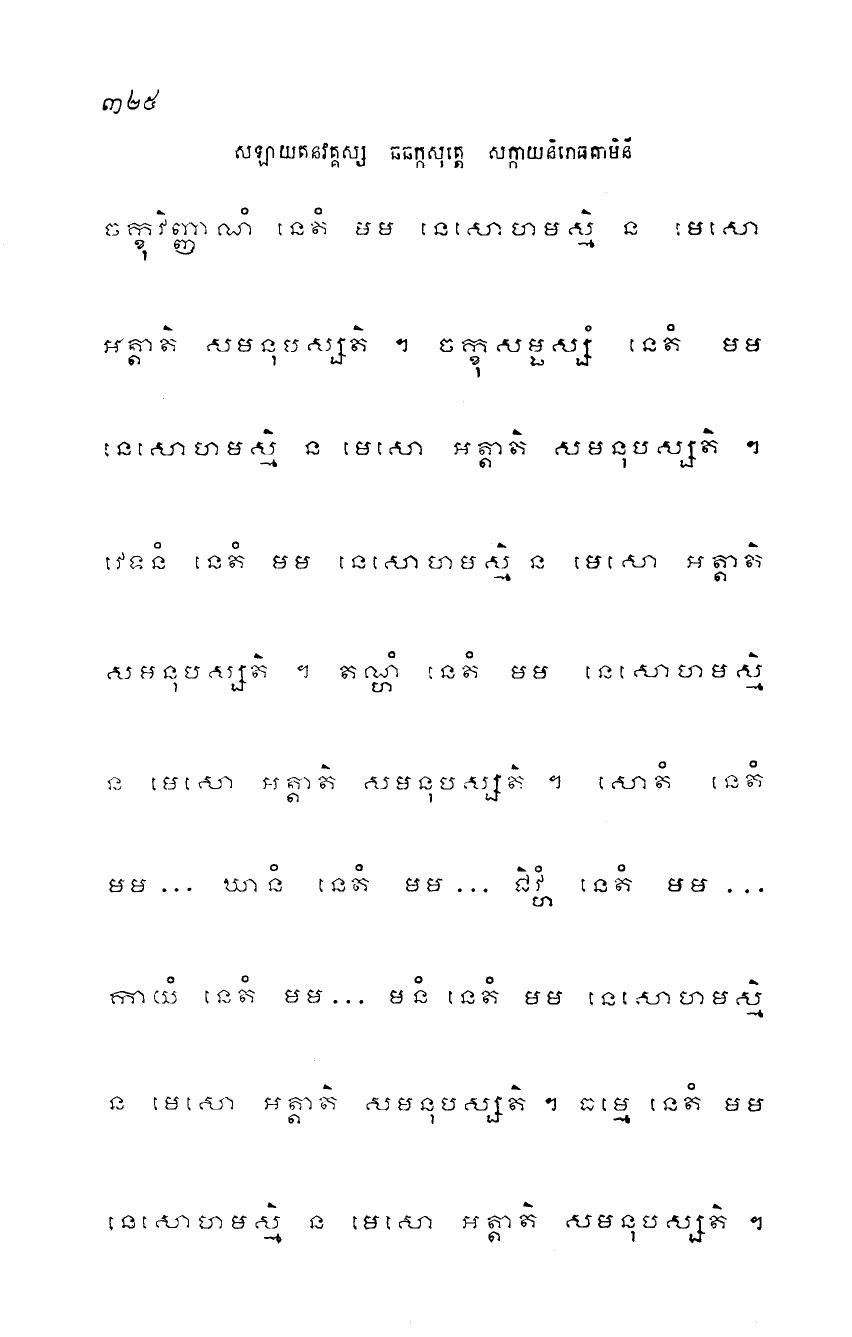 ៣២៥
សឡាយតនវគ្គស្ស ឆឆក្កសុត្តេ សក្កាយនិរោធគាមិនី
ចក្ខុវិញ្ញាណំ នេតំ មម នេសោហមស្មិ ន មេសោ
អត្តាតិ សមនុបស្សតិ ។ ចក្ខុសម្ផស្សំ នេតំ មម
នេសោហមស្មិ ន មេសោ អត្តាតិ សមនុបស្សតិ ។
វេទនំ នេតំ មម នេសោហមស្មិ ន មេសោ អត្តាតិ
សមនុបស្សតិ ។ តណ្ហំ នេតំ មម នេសោហមស្មិ
ន មេសោ អត្តាតិ សមនុបស្សតិ ។ សោតំ នេតំ
មម ... ឃានំ នេតំ មម ... ជិវ្ហំ នេតំ មម ...
កាយំ នេតំ មម ... មនំ នេតំ មម នេសោហមស្មិ
ន មេសោ អត្តាតិ សមនុបស្សតិ ។ ធម្មេ នេតំ មម
នេសោហមស្មិ ន មេសោ អត្តាតិ សមនុបស្សតិ ។